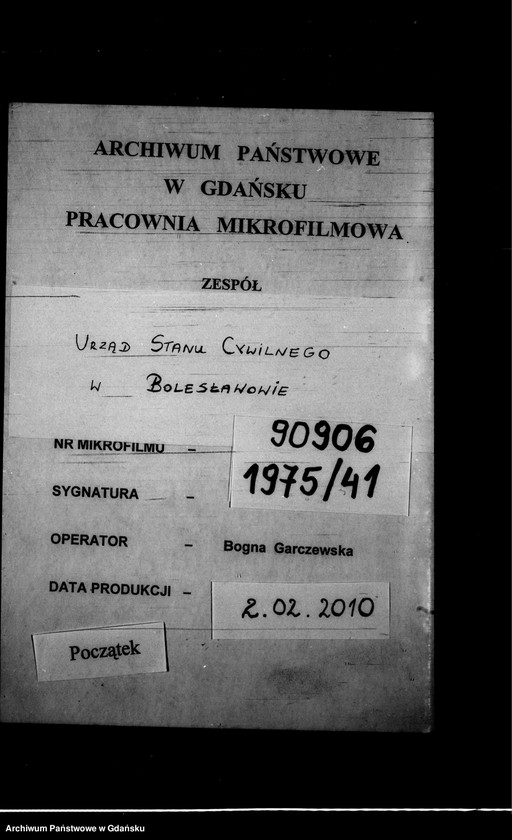 ARCHIWUM PAŃSTWOWE
W GDAŃSKU
PRACOWNIA MIKROFILMOWA
ZESPÓŁ
URZĄD STANU CYWILNEGO
W BOLESŁAWOWIE
NR MIKROFILMU – 90906
SYGNATURA – 1975/41
OPERATOR – Bogna Garczewska
DATA PRODUKCJI – 2.02.2010
Początek
Archiwum Państwowe w Gdańsku